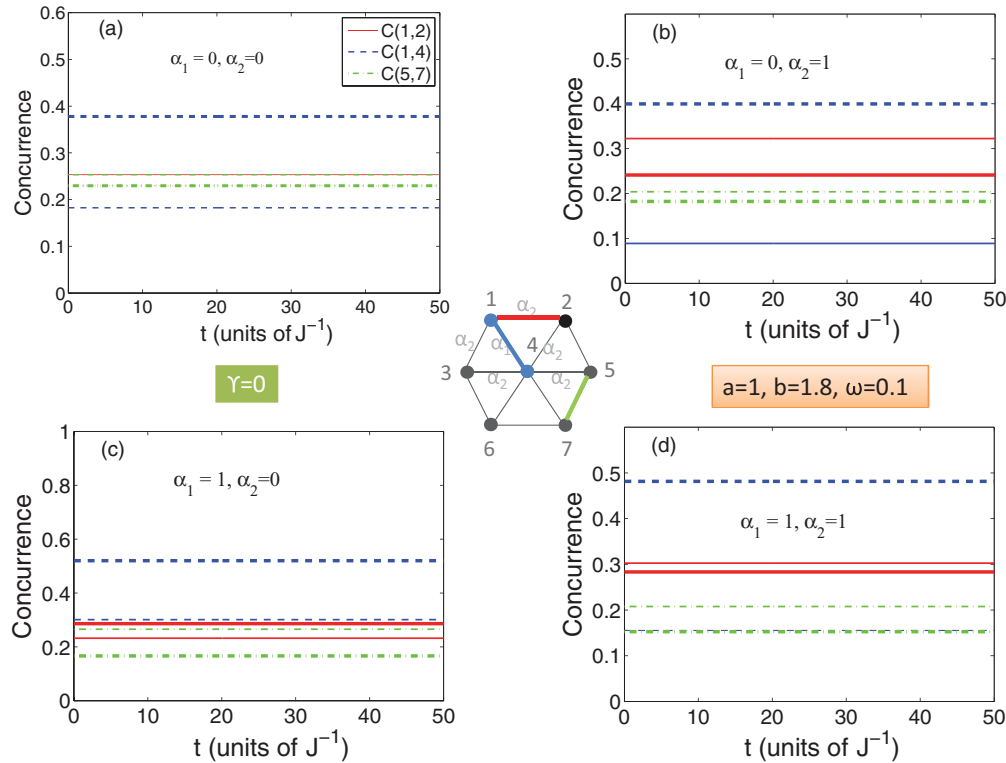 (a)
α1 = 0, α2=0
C(1,2)
C(1,4)
C(5,7)
0.6
0.5
0.4
0.3
0.2
0.1
0
Concurrence
0 10 20 30 40 50
t (units of J−1)
(b)
α1 = 0, α2=1
0.5
0.4
0.3
0.2
0.1
0
Concurrence
0 10 20 30 40 50
t (units of J−1)
1 α2 2
α2 α1 4 α2
3 α2 α2 5
6 7
ϒ=0
a=1, b=1.8, ω=0.1
(c)
α1 = 1, α2=0
1
0.8
0.6
0.4
0.2
0
Concurrence
0 10 20 30 40 50
t (units of J−1)
(d)
α1 = 1, α2=1
0.5
0.4
0.3
0.2
0.1
0
Concurrence
0 10 20 30 40 50
t (units of J−1)